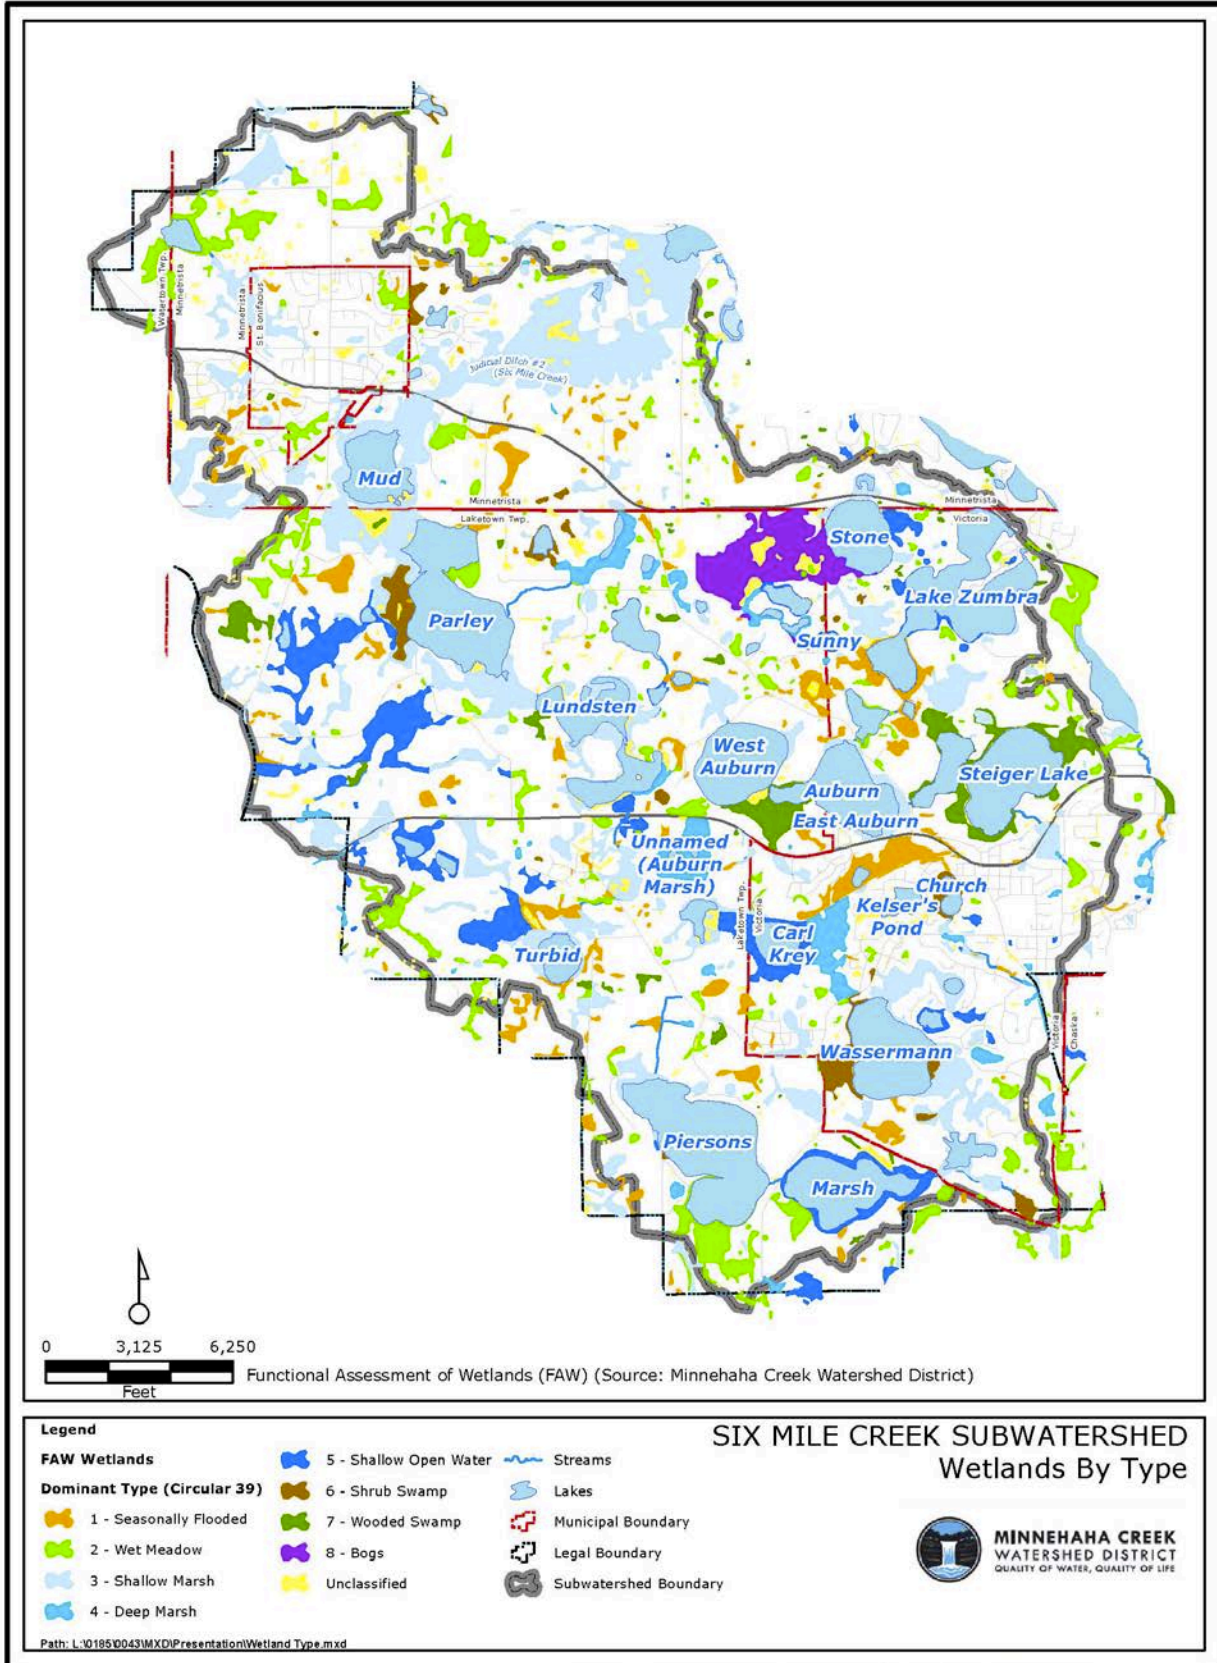 Watertown Twp.
Minnetrista
Minnetrista
St. Bonifacius
Judicial Ditch #2
(Six Mile Creek)
Mud
Minnetrista
Laketown Twp.
Minnetrista
Victoria
Stone
Lake Zumbra
Parley
Sunny
Lundsten
West
Auburn
Steiger Lake
Auburn
East Auburn
Unnamed
(Auburn
Marsh)
Laketown Twp.
Victoria
Church
Kelser's
Pond
Carl
Krey
Turbid
Victoria
Chaska
Wassermann
Piersons
Marsh
0 3,125 6,250
Feet
Functional Assessment of Wetlands (FAW) (Source: Minnehaha Creek Watershed District)
Legend
FAW Wetlands
Dominant Type (Circular 39)
1 - Seasonally Flooded
2 - Wet Meadow
3 - Shallow Marsh
4 - Deep Marsh
5 - Shallow Open Water
6 - Shrub Swamp
7 - Wooded Swamp
8 - Bogs
Unclassified
Streams
Lakes
Municipal Boundary
Legal Boundary
Subwatershed Boundary
SIX MILE CREEK SUBWATERSHED
Wetlands By Type
MINNEHAHA CREEK
WATERSHED DISTRICT
QUALITY OF WATER, QUALITY OF LIFE
Path: L:\0185\0043\MXD\Presentation\Wetland Type.mxd